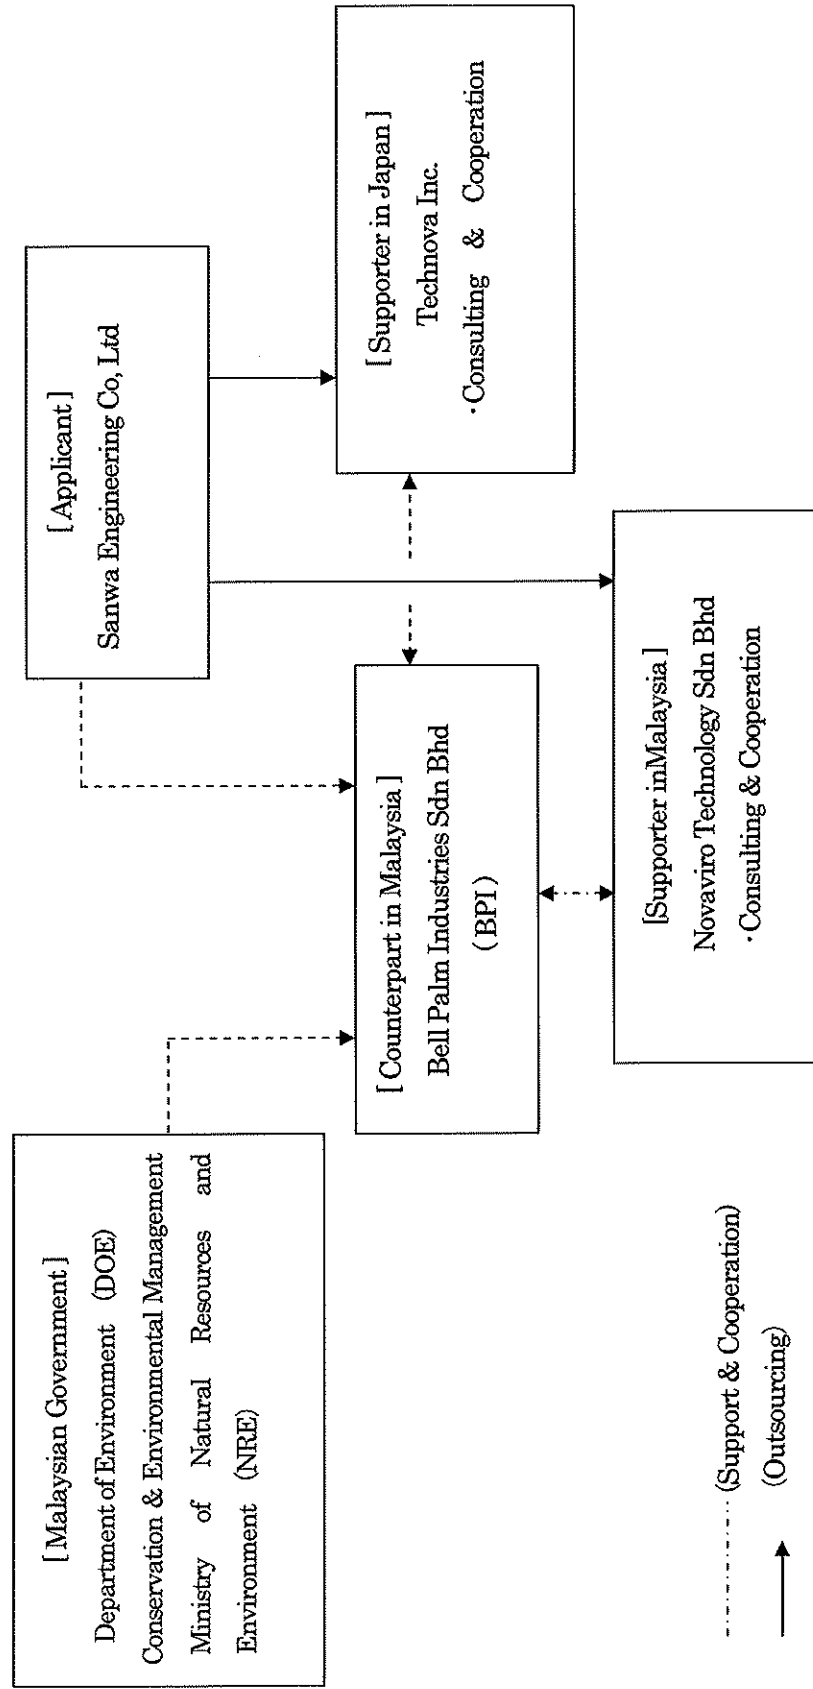 [Malaysian Government]
Department of Environment (DOE)
Conservation & Environmental Management
Ministry of Natural Resources and
Environment (NRE)
[Applicant]
Sanwa Engineering Co, Ltd
[Counterpart in Malaysia]
Bell Palm Industries Sdn Bhd
(BPI)
[Supporter in Japan]
Technova Inc.
・Consulting & Cooperation
[Supporter inMalaysia]
Novaviro Technology Sdn Bhd
・Consulting & Cooperation
(Support & Cooperation)
(Outsourcing)